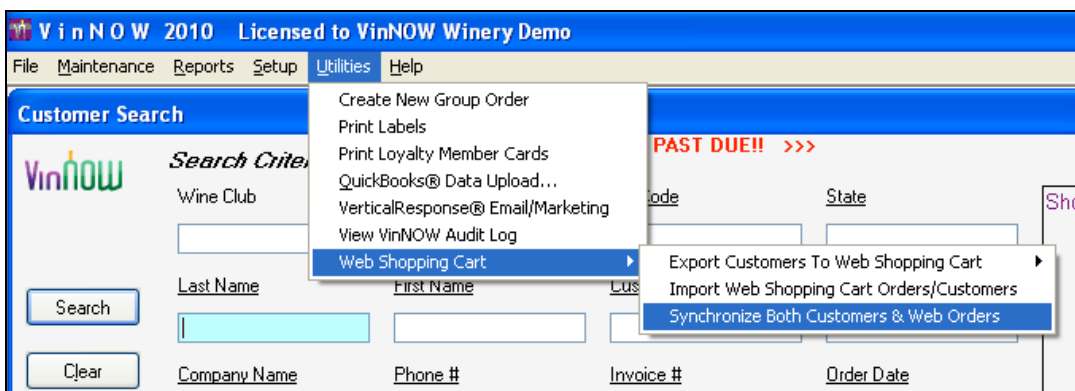 V i n N O W 2010 Licensed to VinNOW Winery Demo
File Maintenance Reports Setup Utilities Help
Customer Sear
Create New Group Order
Print Labels
Print Loyalty Member Cards
QuickBooks® Data Upload...
VerticalResponse® Email/Marketing
View VinNOW Audit Log
Web Shopping Cart
Export Customers To Web Shopping Cart
Import Web Shopping Cart Orders/Customers
Synchronize Both Customers & Web Orders
PAST DUE!! >>>
VinNOW
Search Criter
Wine Club
ode
State
Sho
Search
Last Name
First Name
Cus
Clear
Company Name
Phone #
Invoice #
Order Date